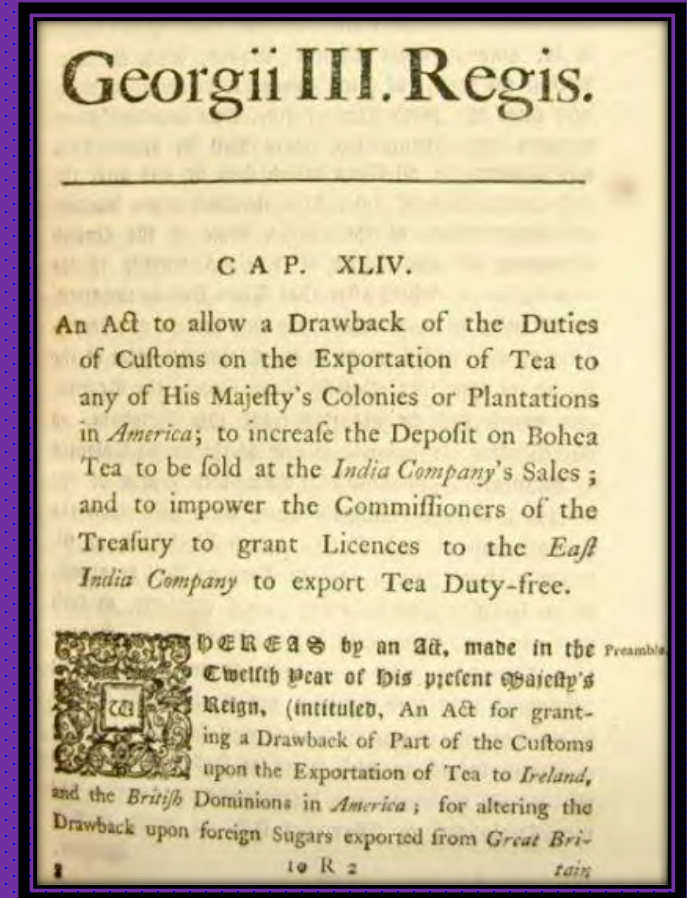 Georgii III. Regis.
C A P. XLIV.
An Act to allow a Drawback of the Duties
of Cuſtoms on the Exportation of Tea to
any of His Majeſty's Colonies or Plantations
in America; to increaſe the Depoſit on Bohea
Tea to be ſold at the India Company's Sales;
and to impower the Commiſſioners of the
Treaſury to grant Licences to the Eaſt
India Company to export Tea Duty-free.
WHEREAS by an Act, made in the Preamble.
Twelfth Year of His preſent Majeſty's
Reign, (intituled, An Act for grant-
ing a Drawback of Part of the Cuſtoms
upon the Exportation of Tea to Ireland,
and the Britiſh Dominions in America; for altering the
Drawback upon foreign Sugars exported from Great Bri-
10 R 2 tain